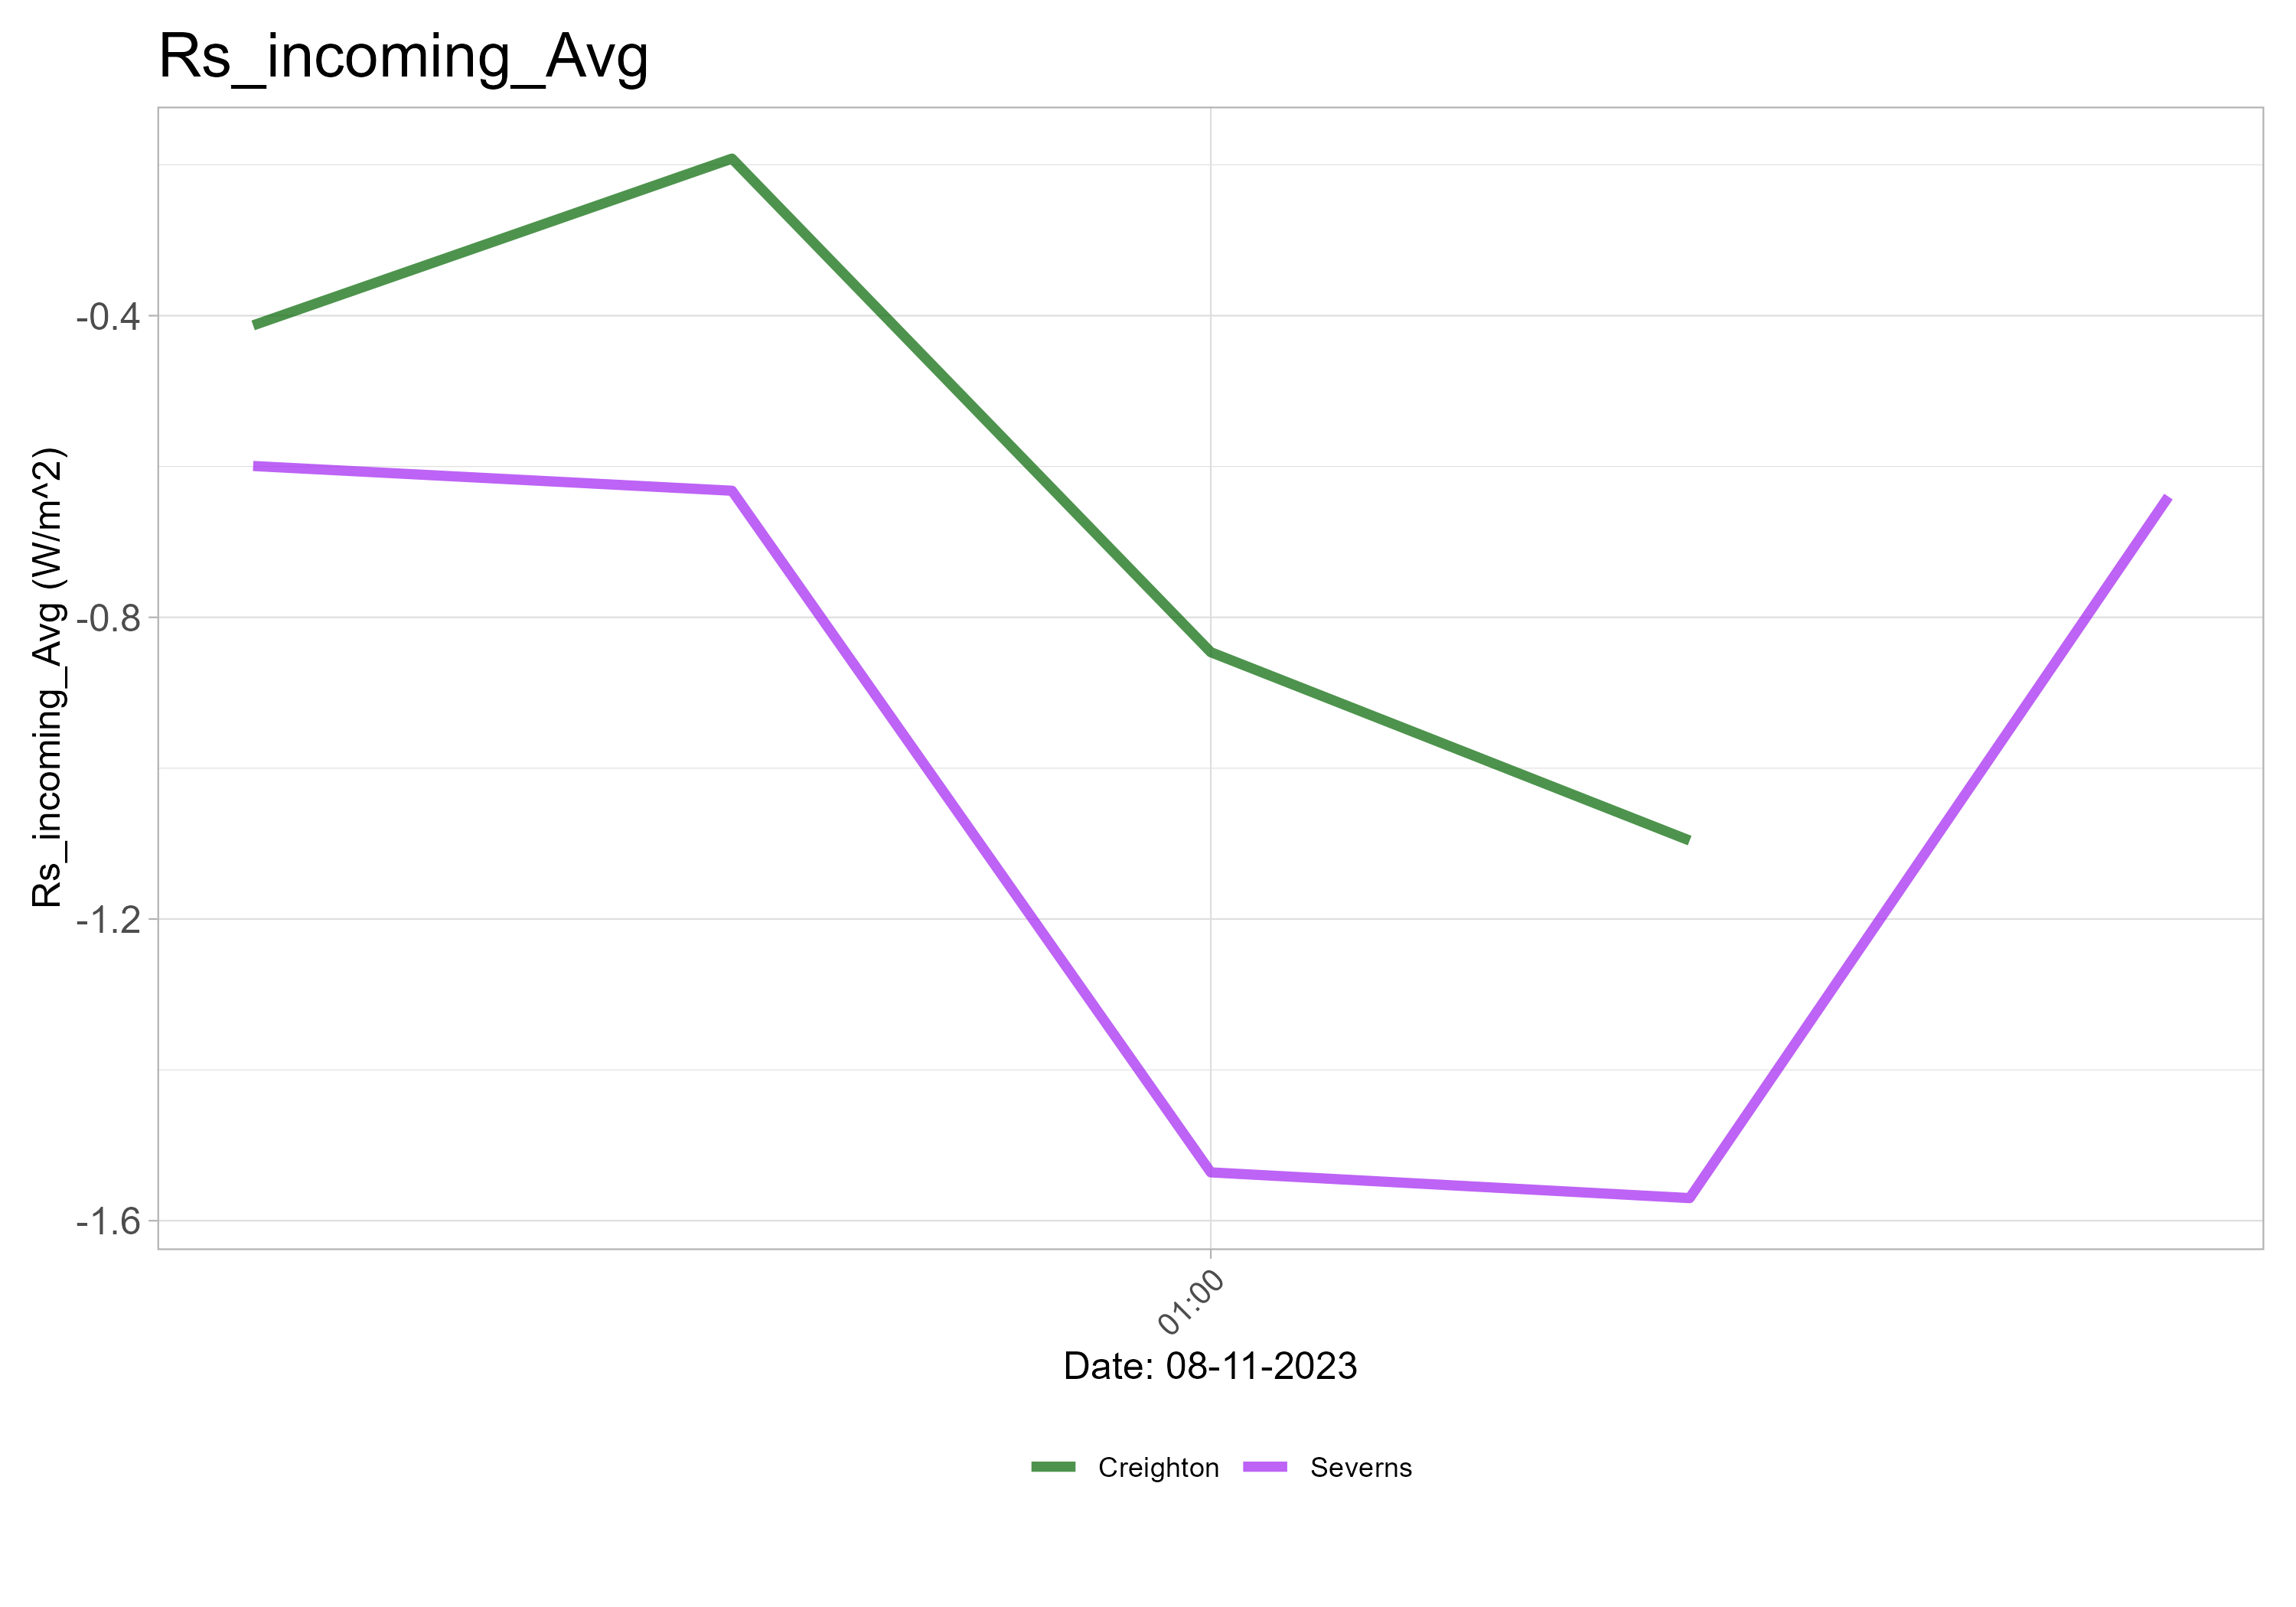 Rs_incoming_Avg
Rs_incoming_Avg (W/m^2)
-0.4
-0.8
-1.2
-1.6
01:00
Date: 08-11-2023
Creighton
Severns